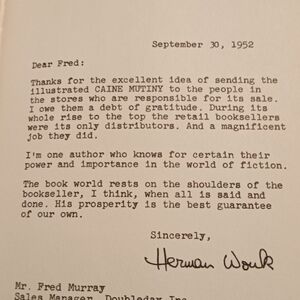 September 30, 1952
Dear Fred:
Thanks for the excellent idea of sending the
illustrated CAINE MUTINY to the people in
the stores who are responsible for its sale.
I owe them a debt of gratitude. During its
whole rise to the top the retail booksellers
were its only distributors. And a magnificent
job they did.
I'm one author who knows for certain their
power and importance in the world of fiction.
The book world rests on the shoulders of the
bookseller, I think, when all is said and
done. His prosperity is the best guarantee
of our own.
Sincerely,
Herman Wouk
Mr. Fred Murray
Sales Manager, Doubleday Inc.